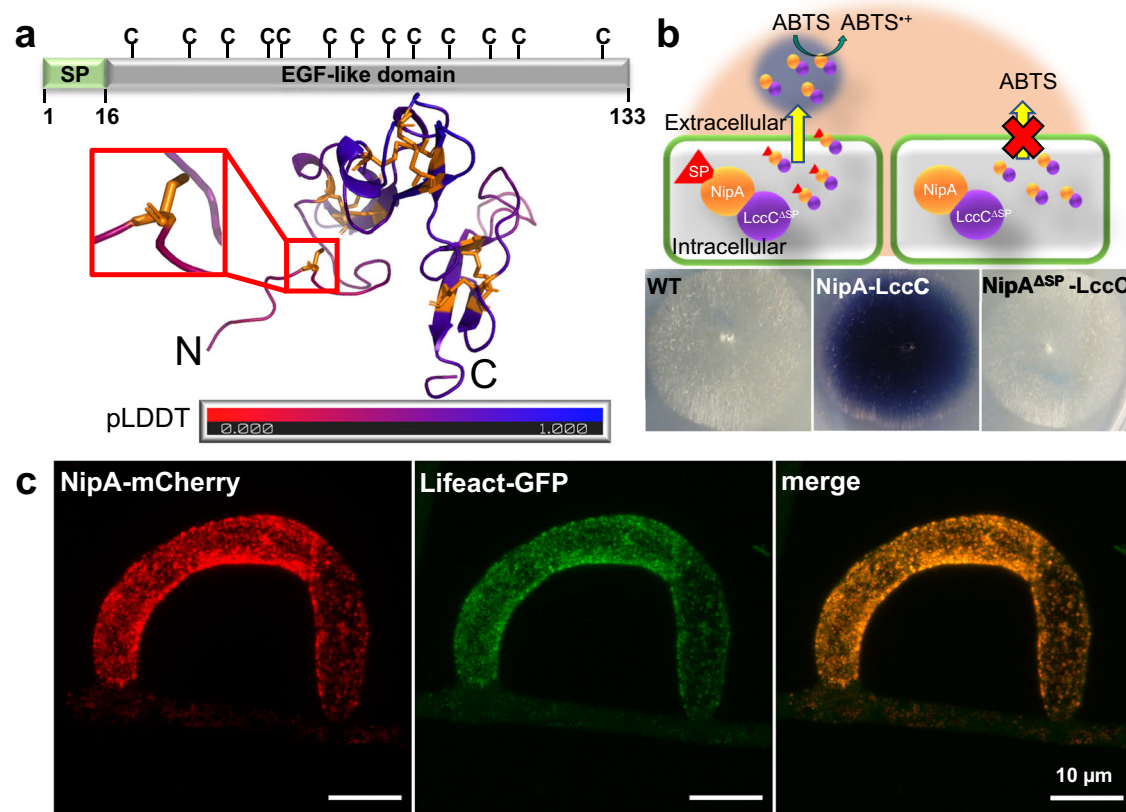 a
C C C C C C C C C C C C C
SP EGF-like domain
1 16 133
N
C
pLDDT
0.000 1.000
b
ABTS ABTS•+
ABTS
Extracellular
SP
NipA
LccCΔSP
Intracellular
NipA
LccCΔSP
WT
NipA-LccC
NipAΔSP-LccC
c
NipA-mCherry
Lifeact-GFP
merge
10 µm